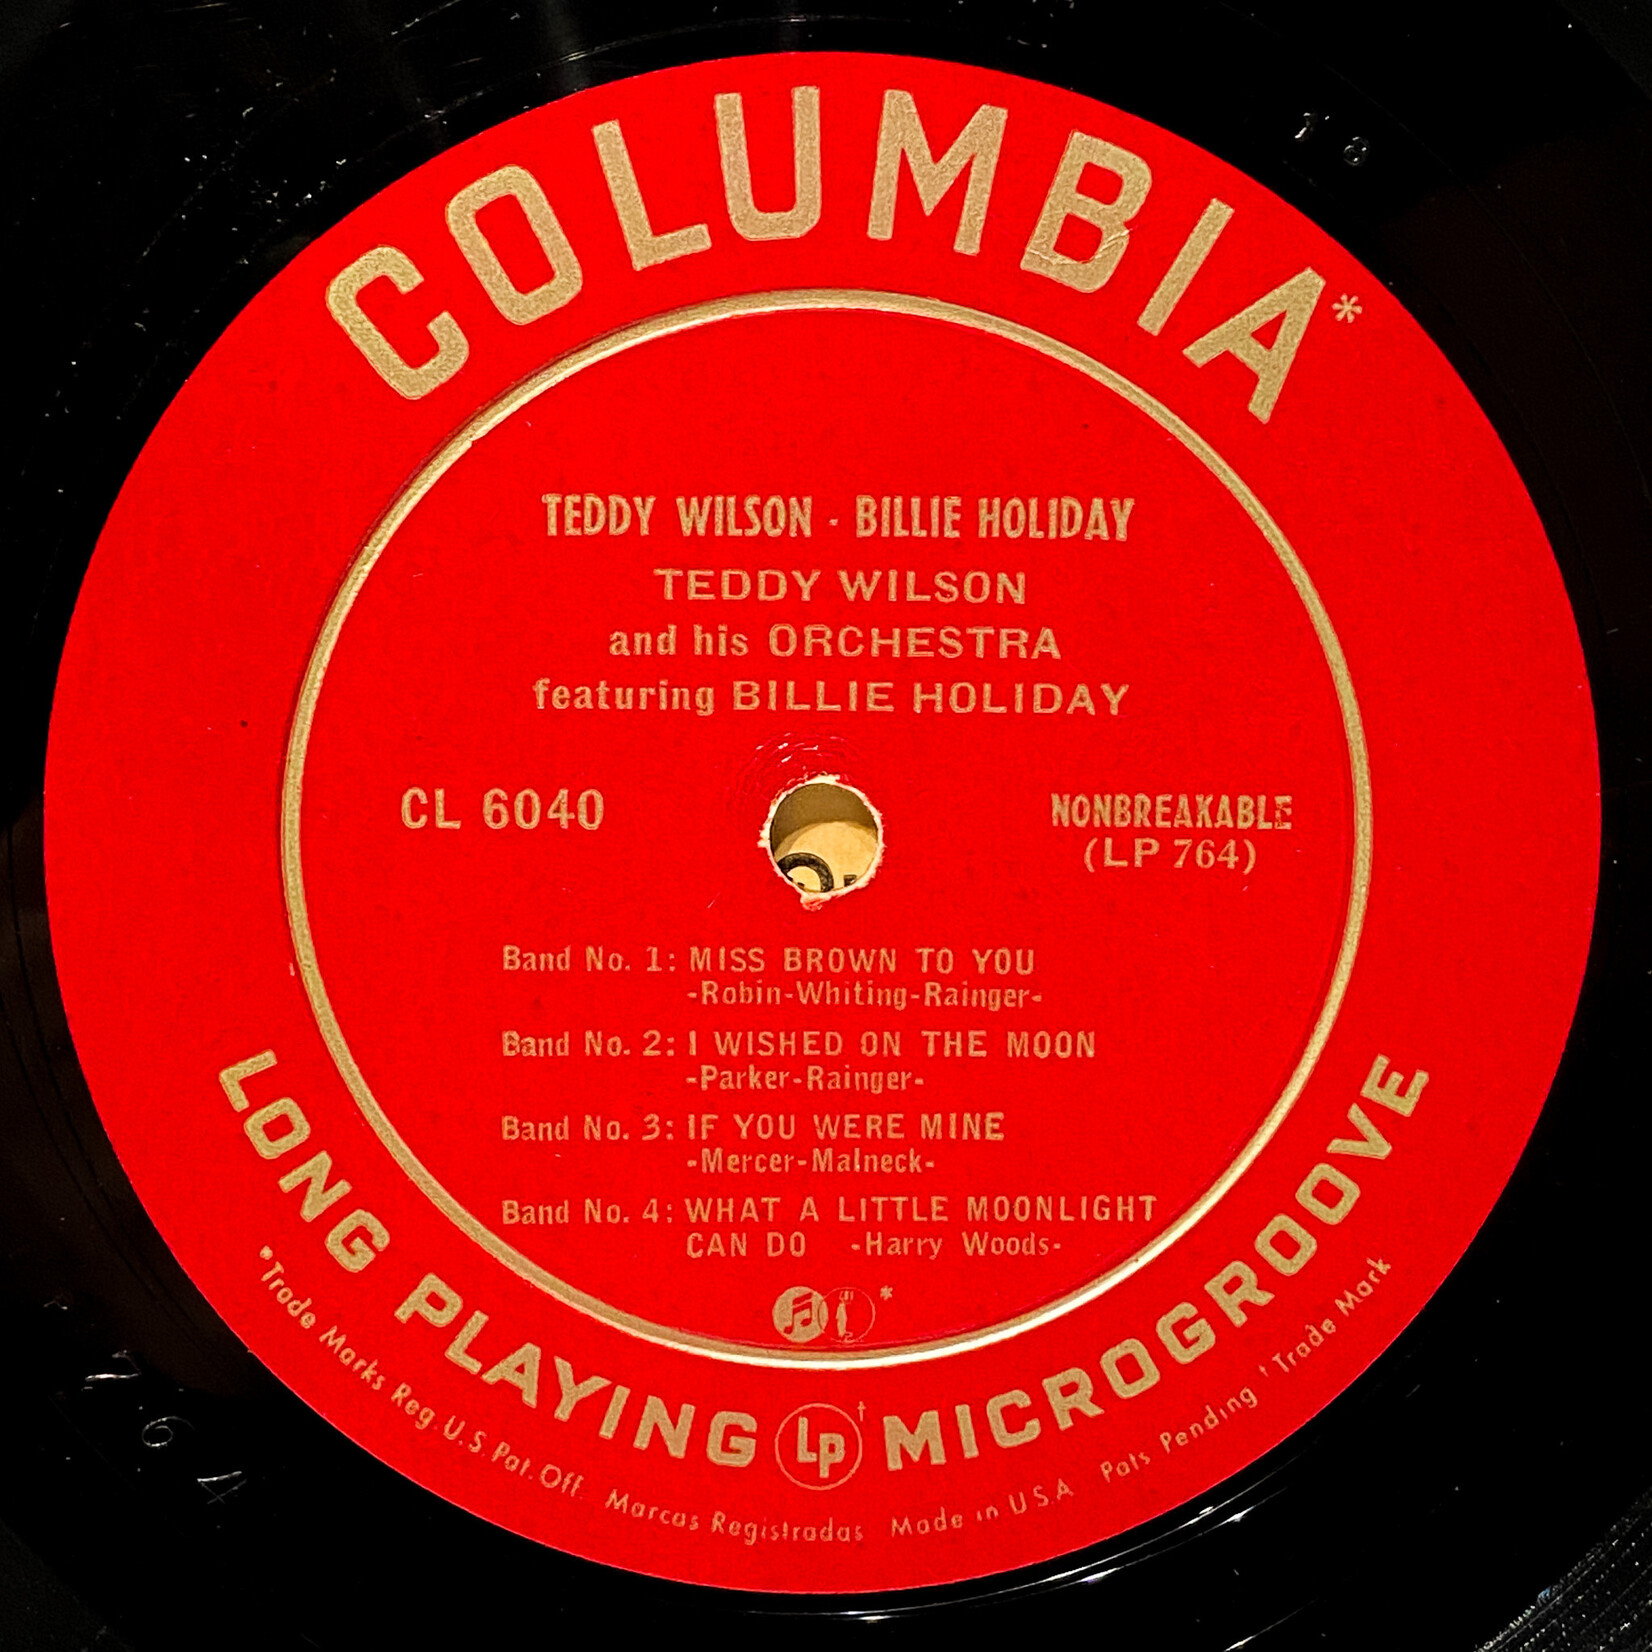 COLUMBIA*
TEDDY WILSON · BILLIE HOLIDAY
TEDDY WILSON
and his ORCHESTRA
featuring BILLIE HOLIDAY
CL 6040
NONBREAKABLE
(LP 764)
Band No. 1: MISS BROWN TO YOU
-Robin-Whiting-Rainger-
Band No. 2: I WISHED ON THE MOON
-Parker-Rainger-
Band No. 3: IF YOU WERE MINE
-Mercer-Malneck-
Band No. 4: WHAT A LITTLE MOONLIGHT
CAN DO -Harry Woods-
*
LONG PLAYING Lp† MICROGROOVE
*Trade Marks Reg. U.S. Pat. Off. Marcas Registradas Made in U.S.A. Pats Pending †Trade Mark